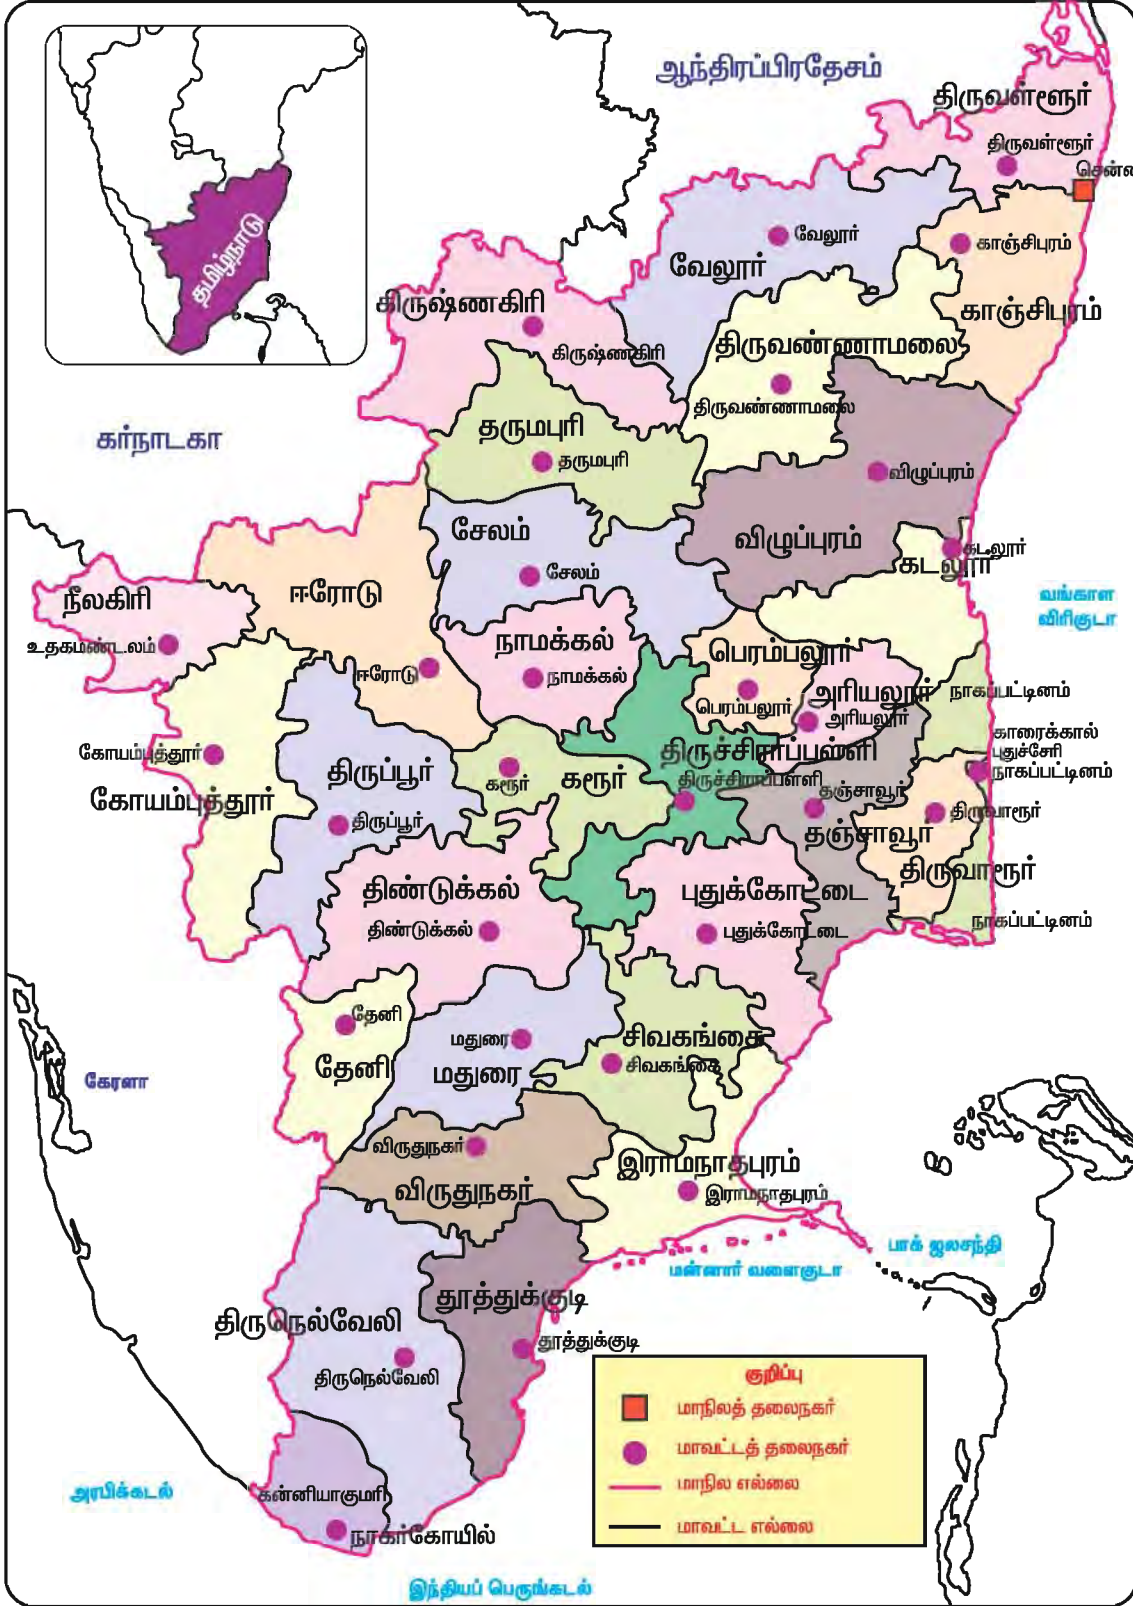 ஆந்திரப்பிரதேசம்
தமிழ்நாடு
திருவள்ளூர்
திருவள்ளூர்
வேலூர்
வேலூர்
காஞ்சிபுரம்
காஞ்சிபுரம்
கிருஷ்ணகிரி
கிருஷ்ணகிரி
திருவண்ணாமலை
திருவண்ணாமலை
கர்நாடகா
தருமபுரி
தருமபுரி
விழுப்புரம்
விழுப்புரம்
சேலம்
சேலம்
கடலூர்
கடலூர்
வங்காள
விரிகுடா
நீலகிரி
உதகமண்டலம்
ஈரோடு
ஈரோடு
நாமக்கல்
நாமக்கல்
பெரம்பலூர்
பெரம்பலூர்
அரியலூர்
அரியலூர்
நாகப்பட்டினம்
காரைக்கால்
புதுச்சேரி
நாகப்பட்டினம்
கோயம்புத்தூர்
கோயம்புத்தூர்
திருப்பூர்
திருப்பூர்
கரூர்
கரூர்
திருச்சிராப்பள்ளி
திருச்சிராப்பள்ளி
தஞ்சாவூர்
தஞ்சாவூர்
திருவாரூர்
திருவாரூர்
நாகப்பட்டினம்
திண்டுக்கல்
திண்டுக்கல்
புதுக்கோட்டை
புதுக்கோட்டை
தேனி
தேனி
மதுரை
மதுரை
சிவகங்கை
சிவகங்கை
கேரளா
விருதுநகர்
விருதுநகர்
இராமநாதபுரம்
இராமநாதபுரம்
பாக் ஜலசந்தி
மன்னார் வளைகுடா
தூத்துக்குடி
தூத்துக்குடி
திருநெல்வேலி
திருநெல்வேலி
குறிப்பு
மாநிலத் தலைநகர்
மாவட்டத் தலைநகர்
மாநில எல்லை
மாவட்ட எல்லை
அரபிக்கடல்
கன்னியாகுமரி
நாகர்கோயில்
இந்தியப் பெருங்கடல்